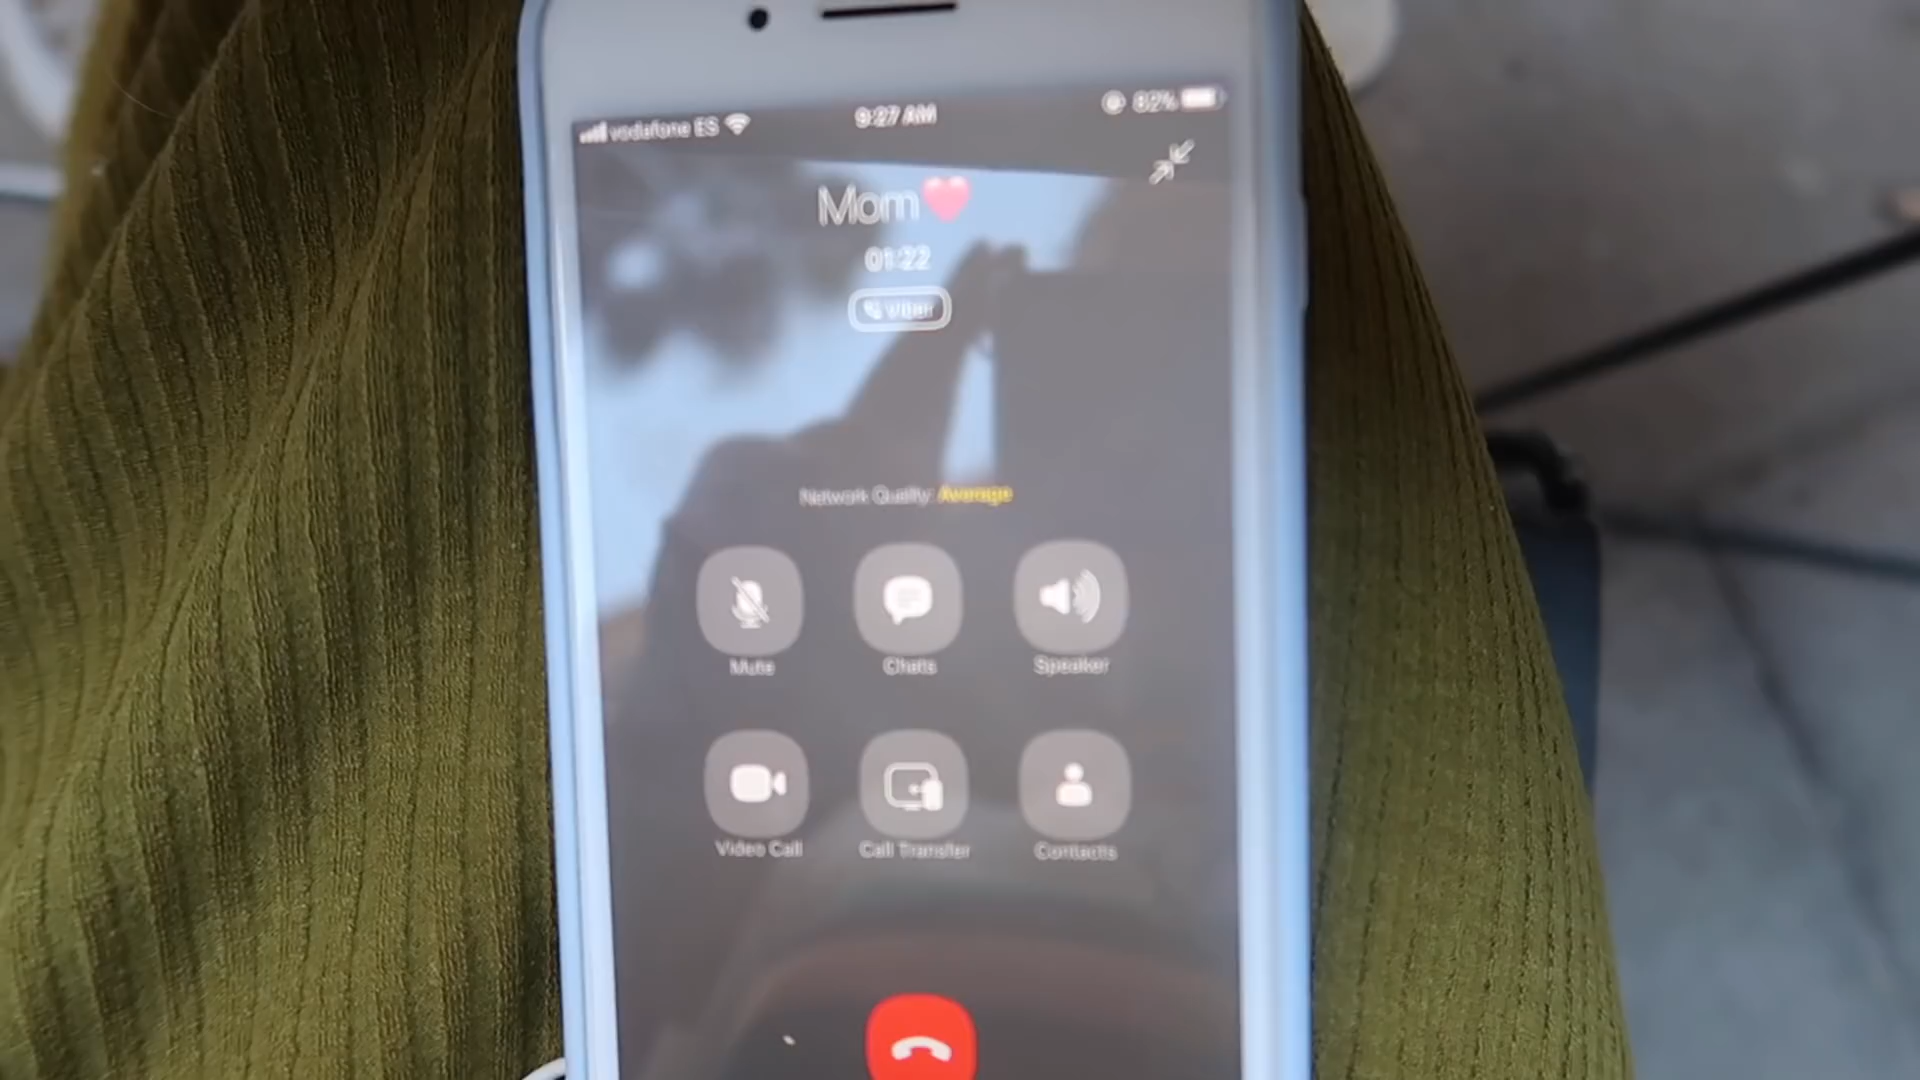 vodafone ES 9:27 AM 82%
Mom❤️
01:22
Viber
Network Quality: Average
Mute Chats Speaker
Video Call Call Transfer Contacts